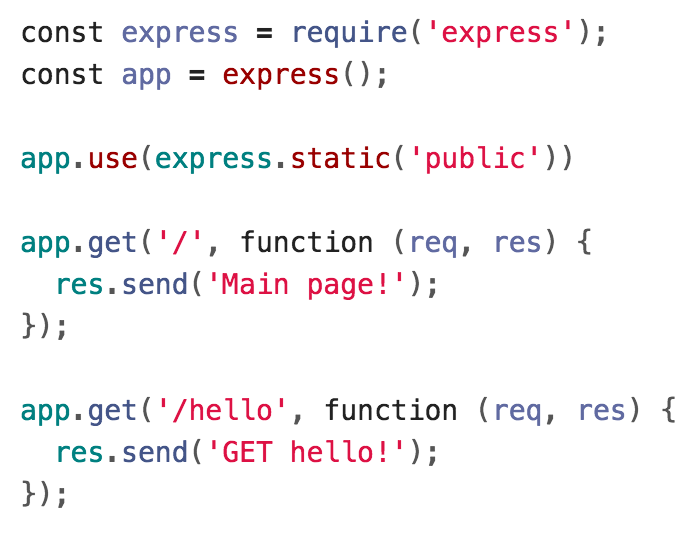 const express = require('express');
const app = express();

app.use(express.static('public'))

app.get('/', function (req, res) {
  res.send('Main page!');
});

app.get('/hello', function (req, res) {
  res.send('GET hello!');
});